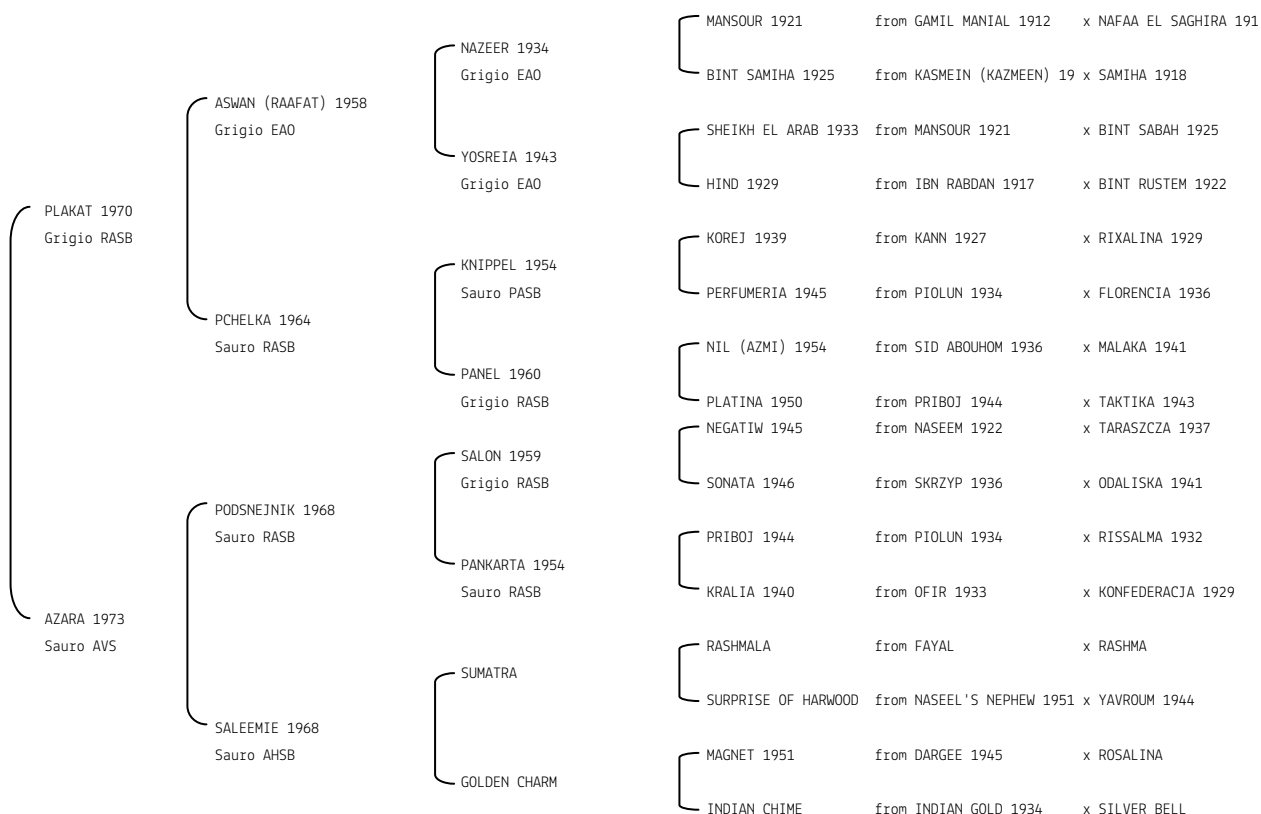 MANSOUR 1921 from GAMIL MANIAL 1912 x NAFAA EL SAGHIRA 191
NAZEER 1934
Grigio EAO
BINT SAMIHA 1925 from KASMEIN (KAZMEEN) 19 x SAMIHA 1918
ASWAN (RAAFAT) 1958
Grigio EAO
SHEIKH EL ARAB 1933 from MANSOUR 1921 x BINT SABAH 1925
YOSREIA 1943
Grigio EAO
HIND 1929 from IBN RABDAN 1917 x BINT RUSTEM 1922
PLAKAT 1970
Grigio RASB
KOREJ 1939 from KANN 1927 x RIXALINA 1929
KNIPPEL 1954
Sauro PASB
PERFUMERIA 1945 from PIOLUN 1934 x FLORENCIA 1936
PCHELKA 1964
Sauro RASB
NIL (AZMI) 1954 from SID ABOUHOM 1936 x MALAKA 1941
PANEL 1960
Grigio RASB
PLATINA 1950 from PRIBOJ 1944 x TAKTIKA 1943
NEGATIW 1945 from NASEEM 1922 x TARASZCZA 1937
SALON 1959
Grigio RASB
SONATA 1946 from SKRZYP 1936 x ODALISKA 1941
PODSNEJNIK 1968
Sauro RASB
PRIBOJ 1944 from PIOLUN 1934 x RISSALMA 1932
PANKARTA 1954
Sauro RASB
KRALIA 1940 from OFIR 1933 x KONFEDERACJA 1929
AZARA 1973
Sauro AVS
RASHMALA from FAYAL x RASHMA
SUMATRA
SURPRISE OF HARWOOD from NASEEL'S NEPHEW 1951 x YAVROUM 1944
SALEEMIE 1968
Sauro AHSB
MAGNET 1951 from DARGEE 1945 x ROSALINA
GOLDEN CHARM
INDIAN CHIME from INDIAN GOLD 1934 x SILVER BELL